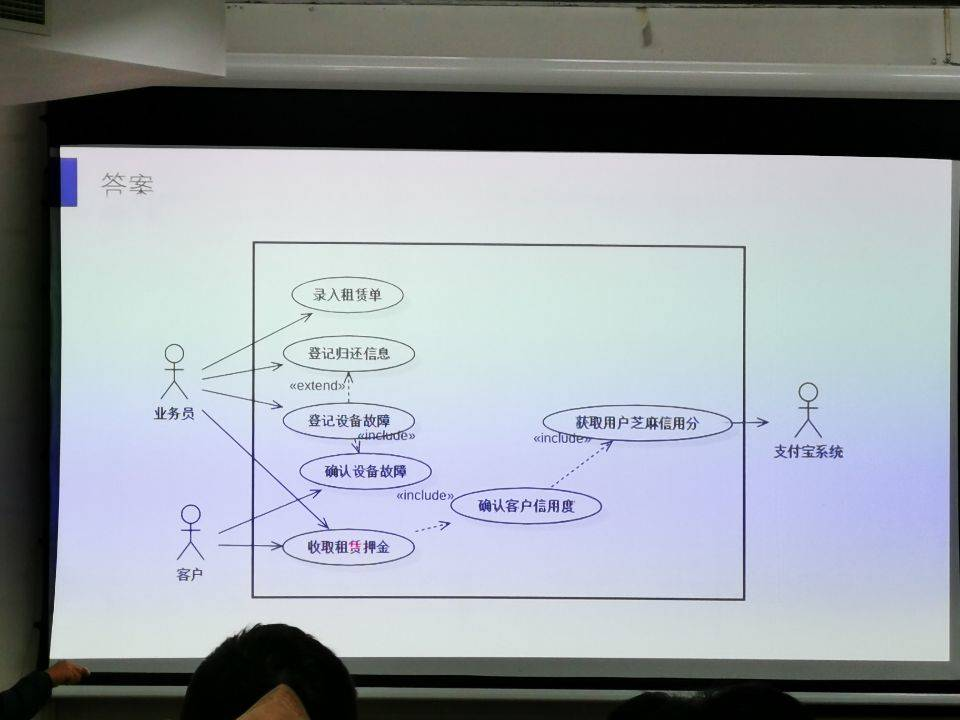 答案
录入租赁单
登记归还信息
«extend»
业务员
登记设备故障
«include»
获取用户芝麻信用分
«include»
支付宝系统
确认设备故障
«include»
确认客户信用度
收取租赁押金
客户